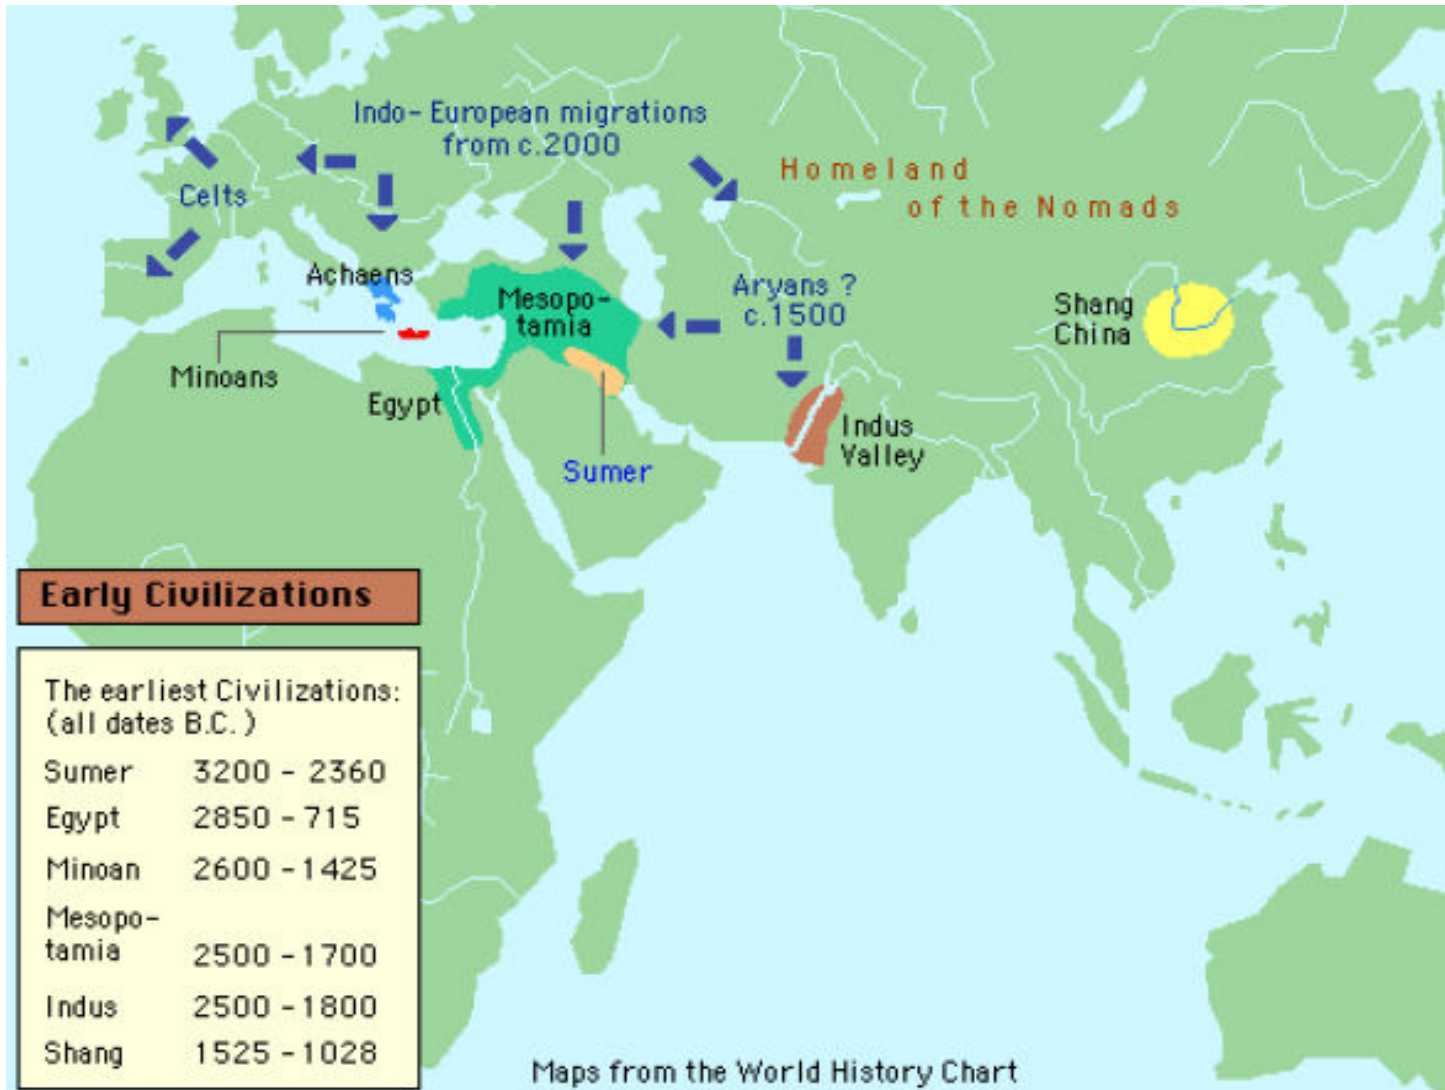 Indo-European migrations
from c.2000
Homeland
of the Nomads
Celts
Achaens
Mesopo-
tamia
Aryans ?
c.1500
Shang
China
Minoans
Egypt
Indus
Valley
Sumer
Early Civilizations
The earliest Civilizations:
(all dates B.C.)
Sumer 3200 - 2360
Egypt 2850 - 715
Minoan 2600 - 1425
Mesopo-
tamia 2500 - 1700
Indus 2500 - 1800
Shang 1525 - 1028
Maps from the World History Chart